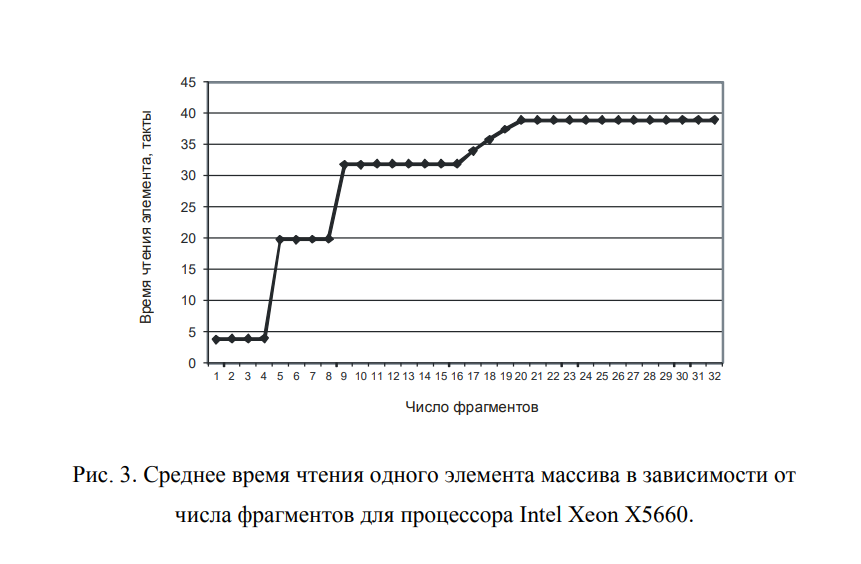 45
40
35
30
25
20
15
10
5
0
Время чтения элемента, такты
1 2 3 4 5 6 7 8 9 10 11 12 13 14 15 16 17 18 19 20 21 22 23 24 25 26 27 28 29 30 31 32
Число фрагментов
Рис. 3. Среднее время чтения одного элемента массива в зависимости от
числа фрагментов для процессора Intel Xeon X5660.